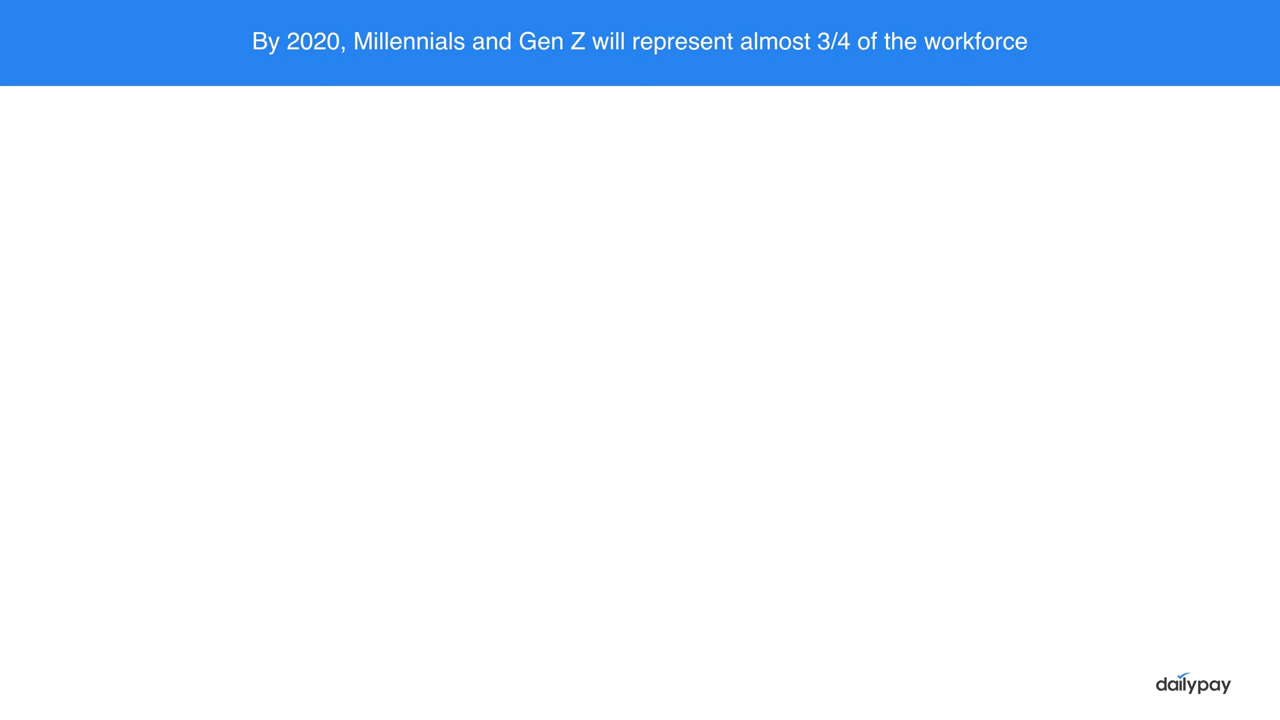 By 2020, Millennials and Gen Z will represent almost 3/4 of the workforce
dailypay